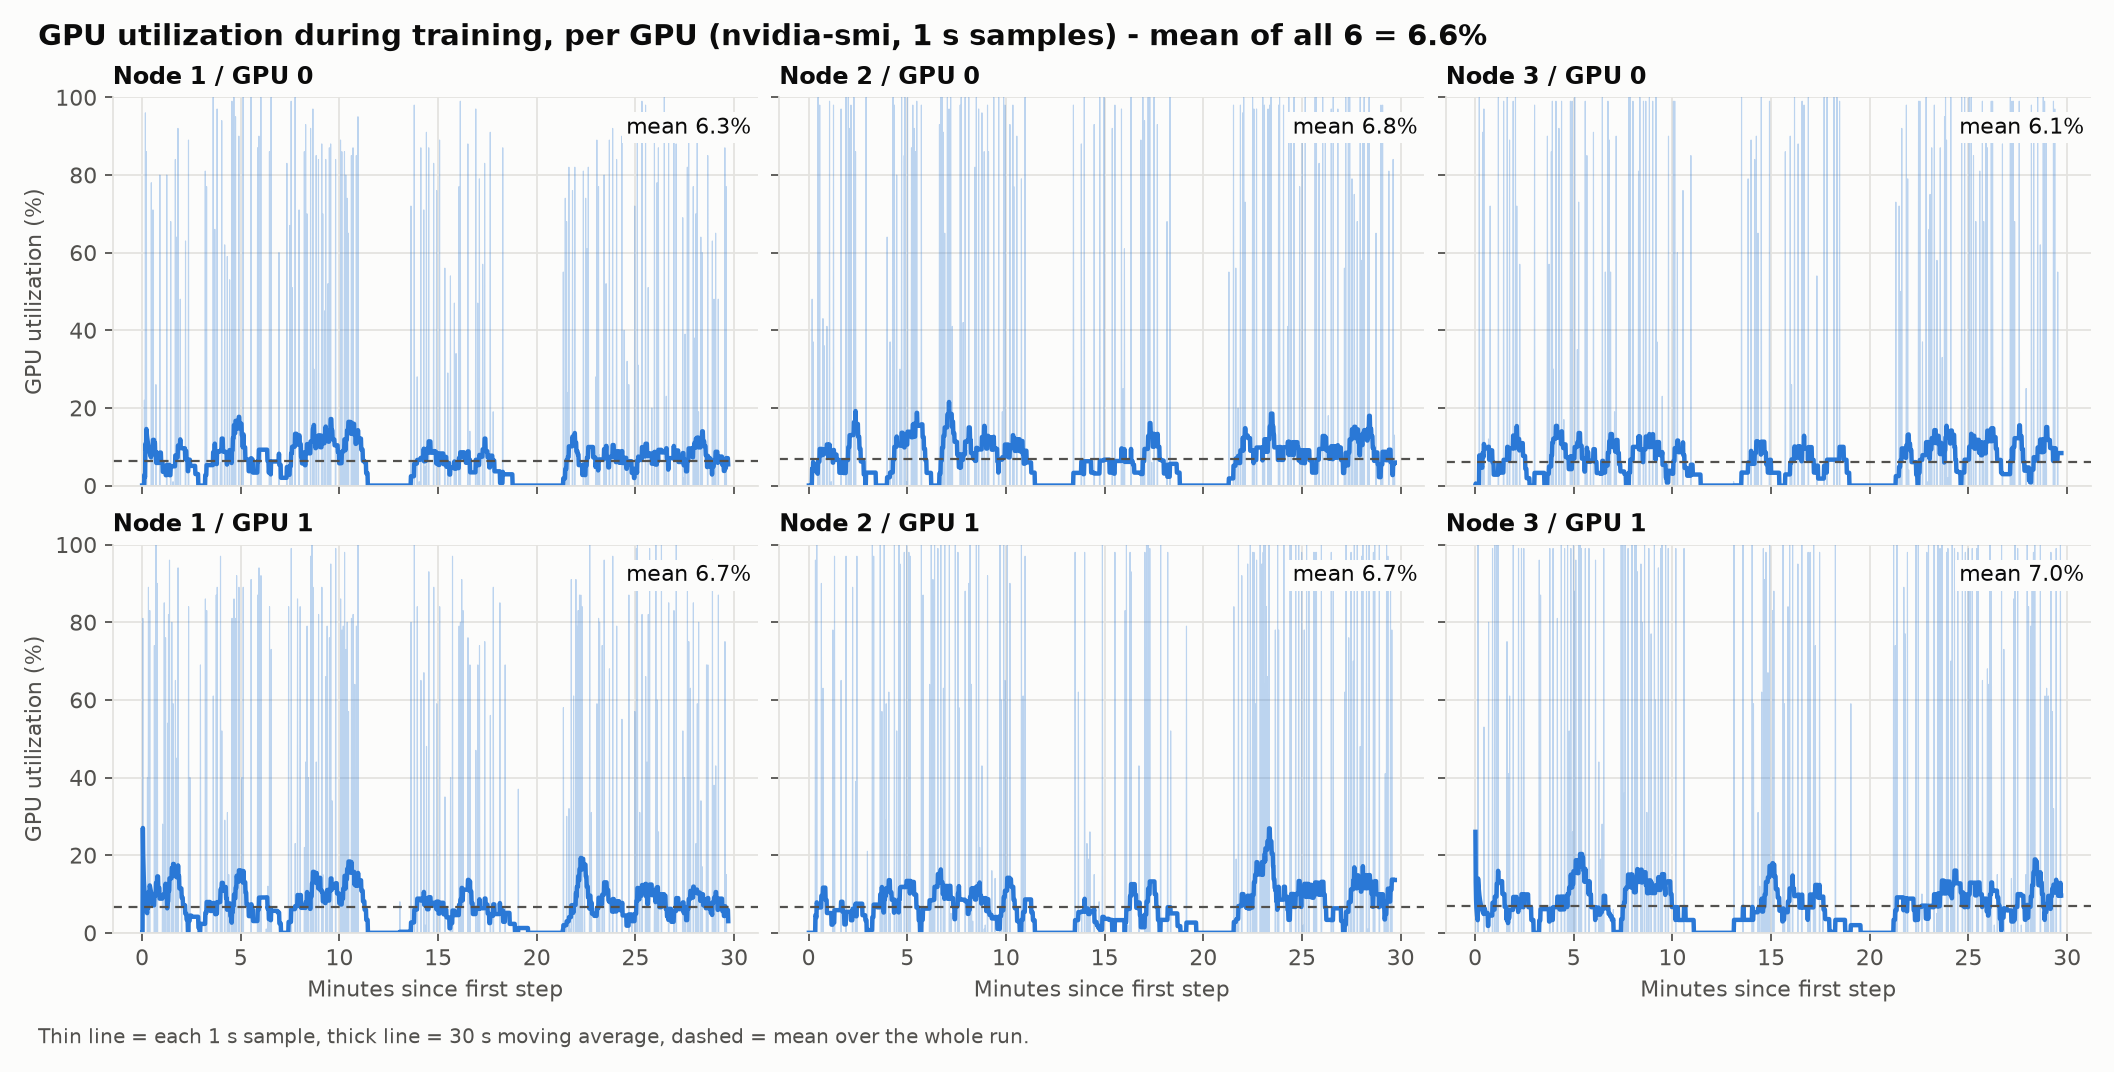 GPU utilization during training, per GPU (nvidia-smi, 1 s samples) - mean of all 6 = 6.6%
Node 1 / GPU 0
Node 2 / GPU 0
Node 3 / GPU 0
100
80
60
40
20
0
GPU utilization (%)
mean 6.3%
mean 6.8%
mean 6.1%
Node 1 / GPU 1
Node 2 / GPU 1
Node 3 / GPU 1
100
80
60
40
20
0
GPU utilization (%)
mean 6.7%
mean 6.7%
mean 7.0%
0 5 10 15 20 25 30
0 5 10 15 20 25 30
0 5 10 15 20 25 30
Minutes since first step
Minutes since first step
Minutes since first step
Thin line = each 1 s sample, thick line = 30 s moving average, dashed = mean over the whole run.